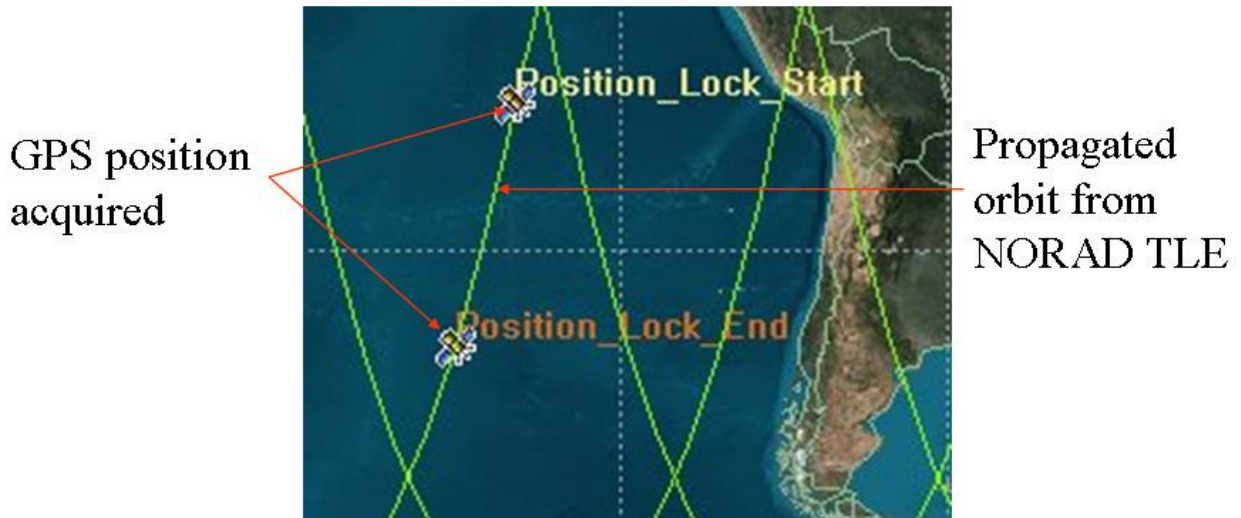 Position_Lock_Start
GPS position
acquired
Propagated
orbit from
NORAD TLE
Position_Lock_End